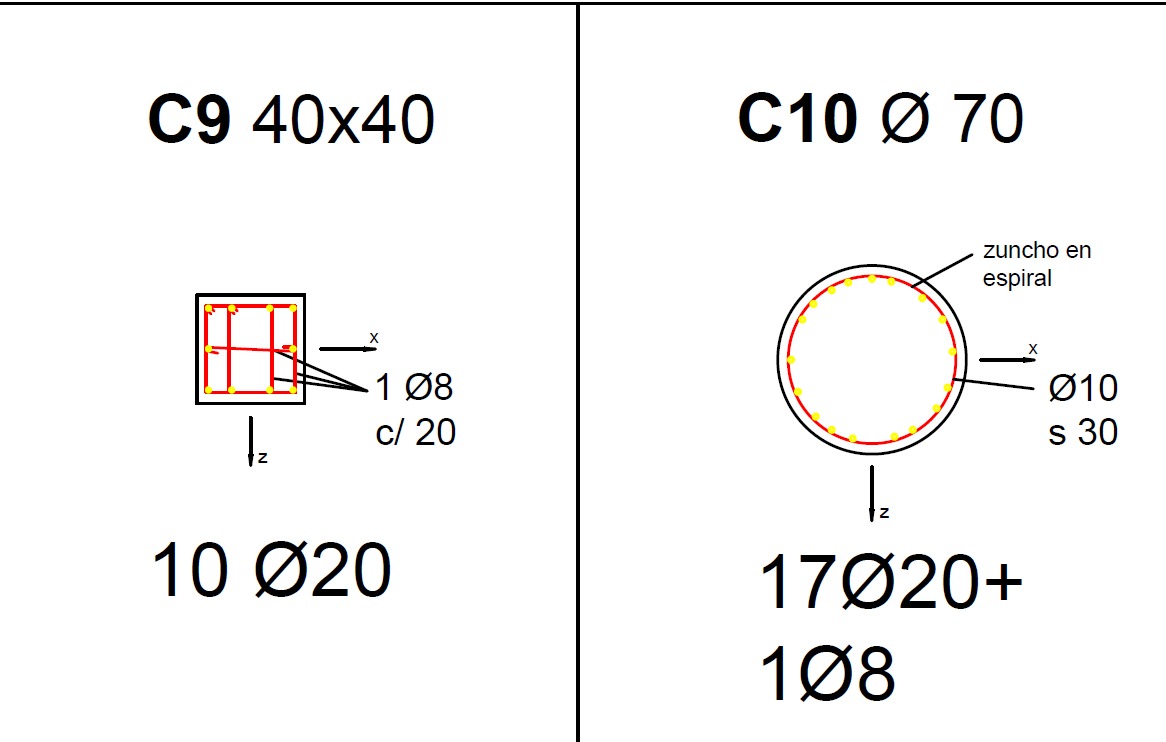 C9 40x40
x
1 Ø8
c/ 20
z
10 Ø20
C10 Ø 70
zuncho en
espiral
x
Ø10
s 30
z
17Ø20+
1Ø8